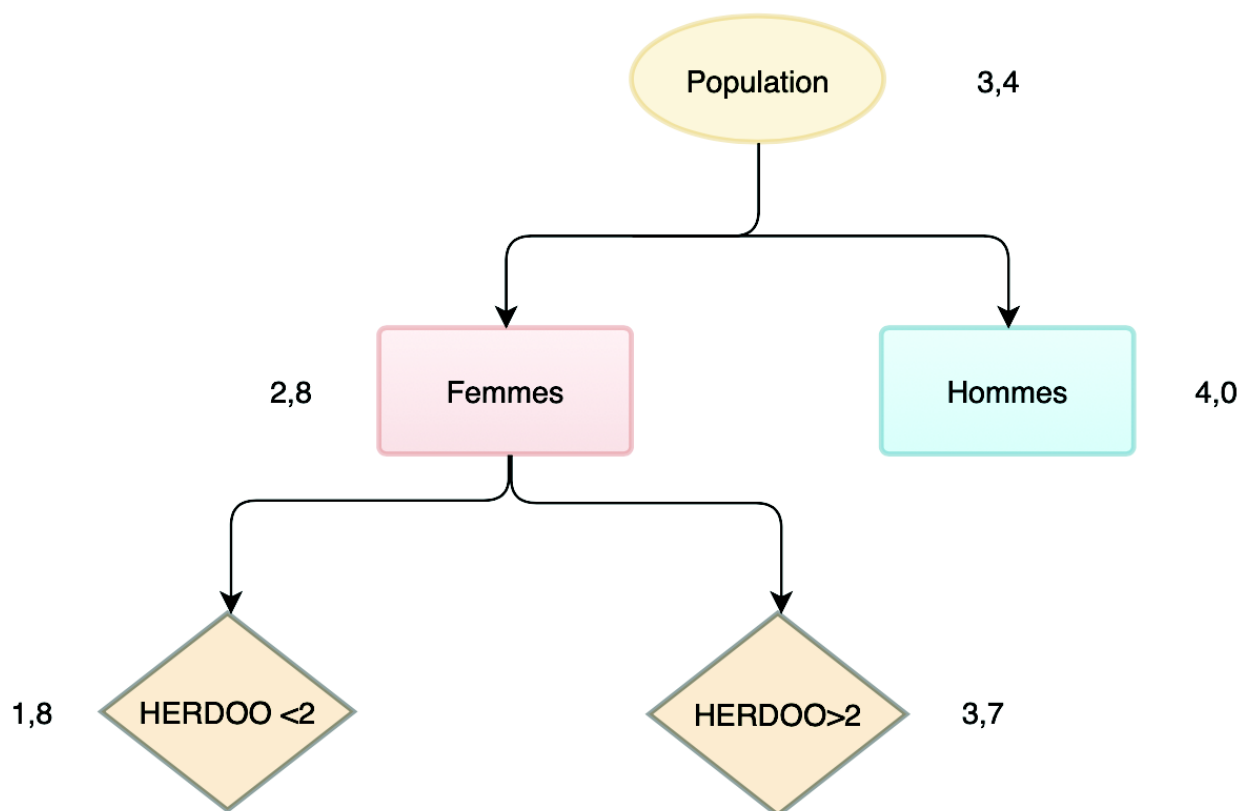 Population
3,4
2,8
Femmes
Hommes
4,0
1,8
HERDOO <2
HERDOO>2
3,7